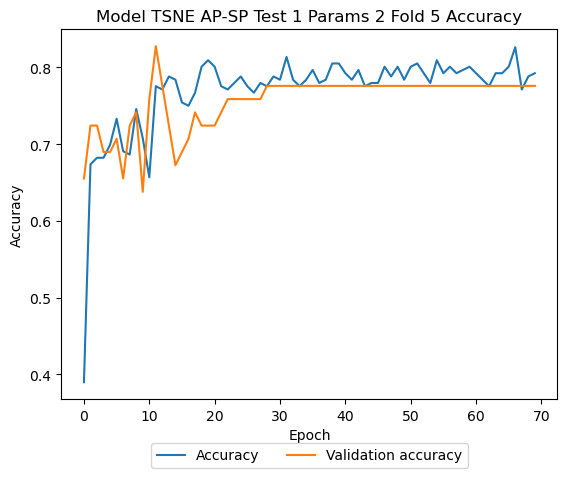 Model TSNE AP-SP Test 1 Params 2 Fold 5 Accuracy
0.8
0.7
0.6
0.5
0.4
Accuracy
0 10 20 30 40 50 60 70
Epoch
Accuracy Validation accuracy